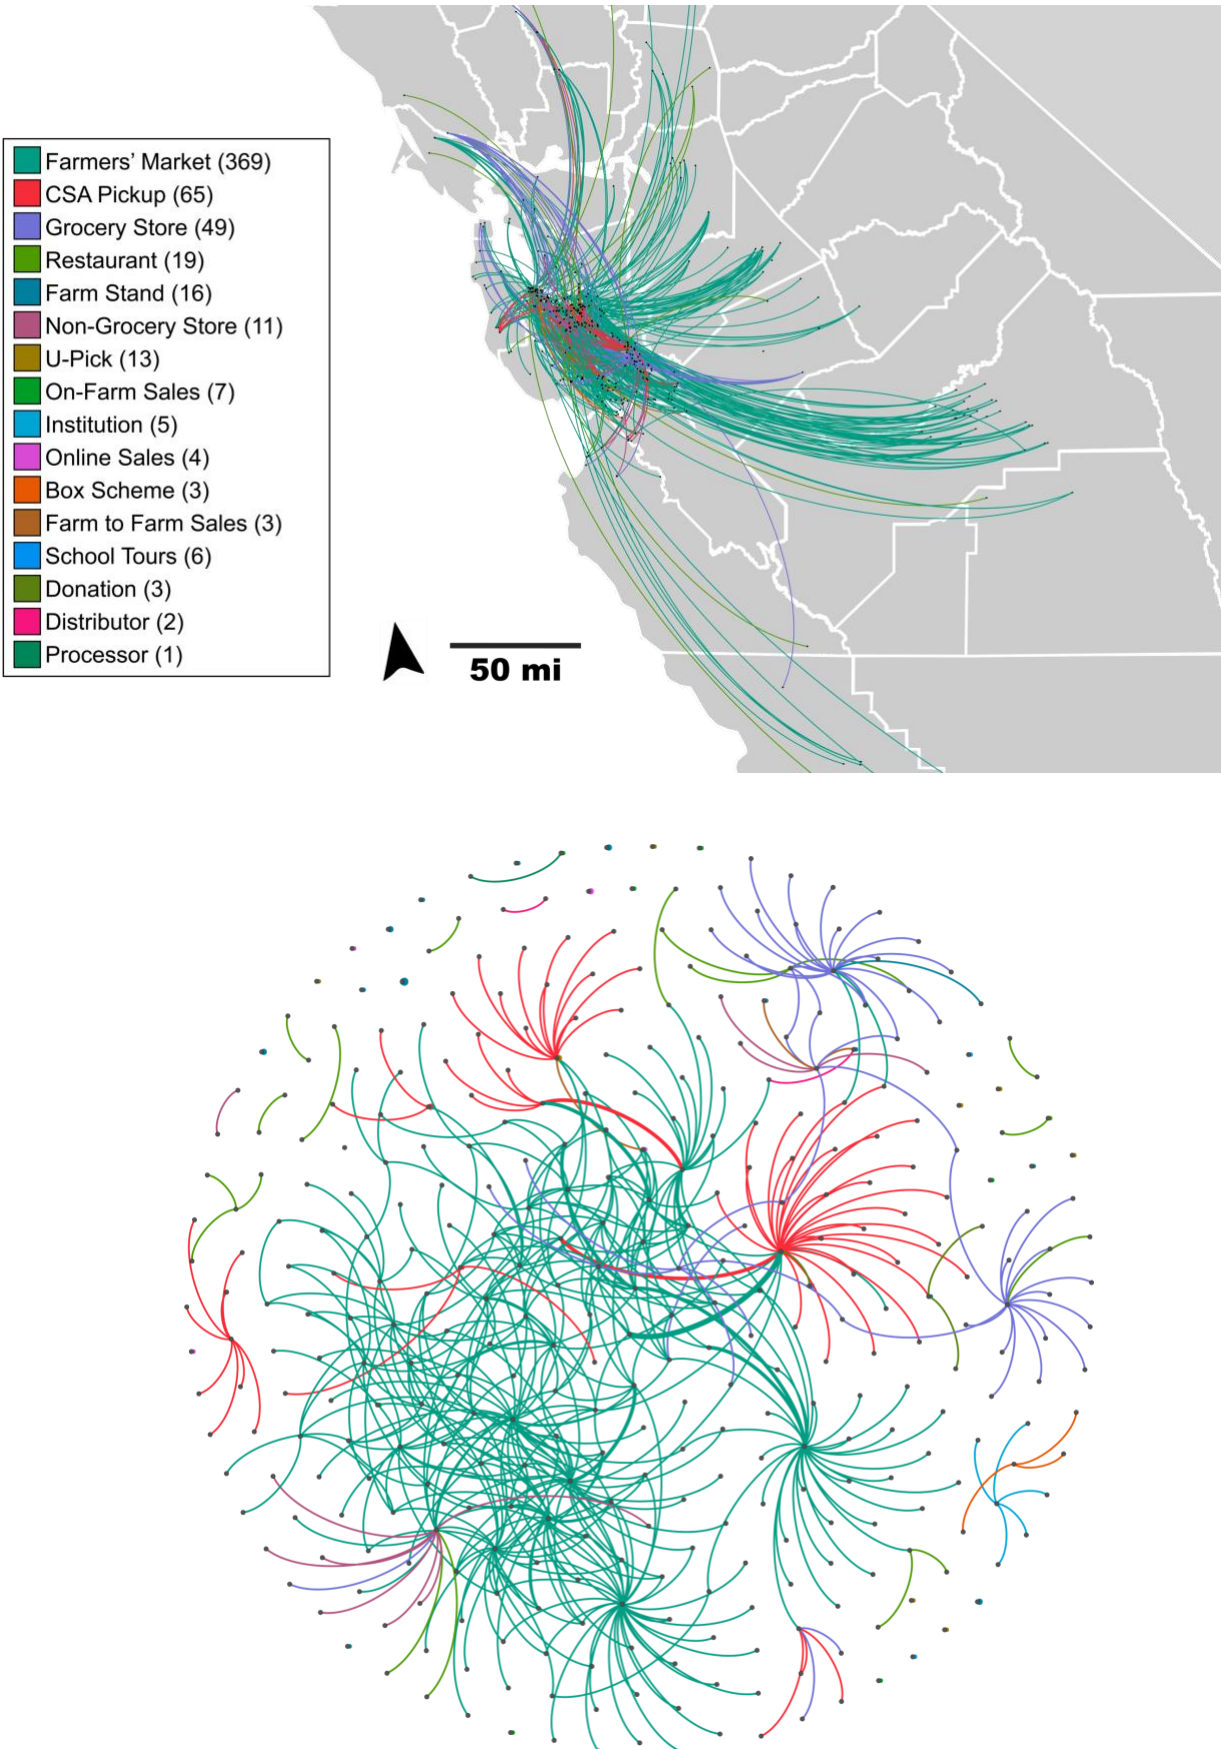 Farmers’ Market (369)
CSA Pickup (65)
Grocery Store (49)
Restaurant (19)
Farm Stand (16)
Non-Grocery Store (11)
U-Pick (13)
On-Farm Sales (7)
Institution (5)
Online Sales (4)
Box Scheme (3)
Farm to Farm Sales (3)
School Tours (6)
Donation (3)
Distributor (2)
Processor (1)
50 mi